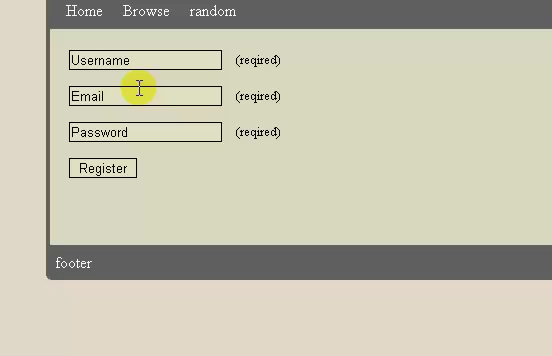 Home Browse random
Username (reqired)
Email (reqired)
Password (reqired)
Register
footer